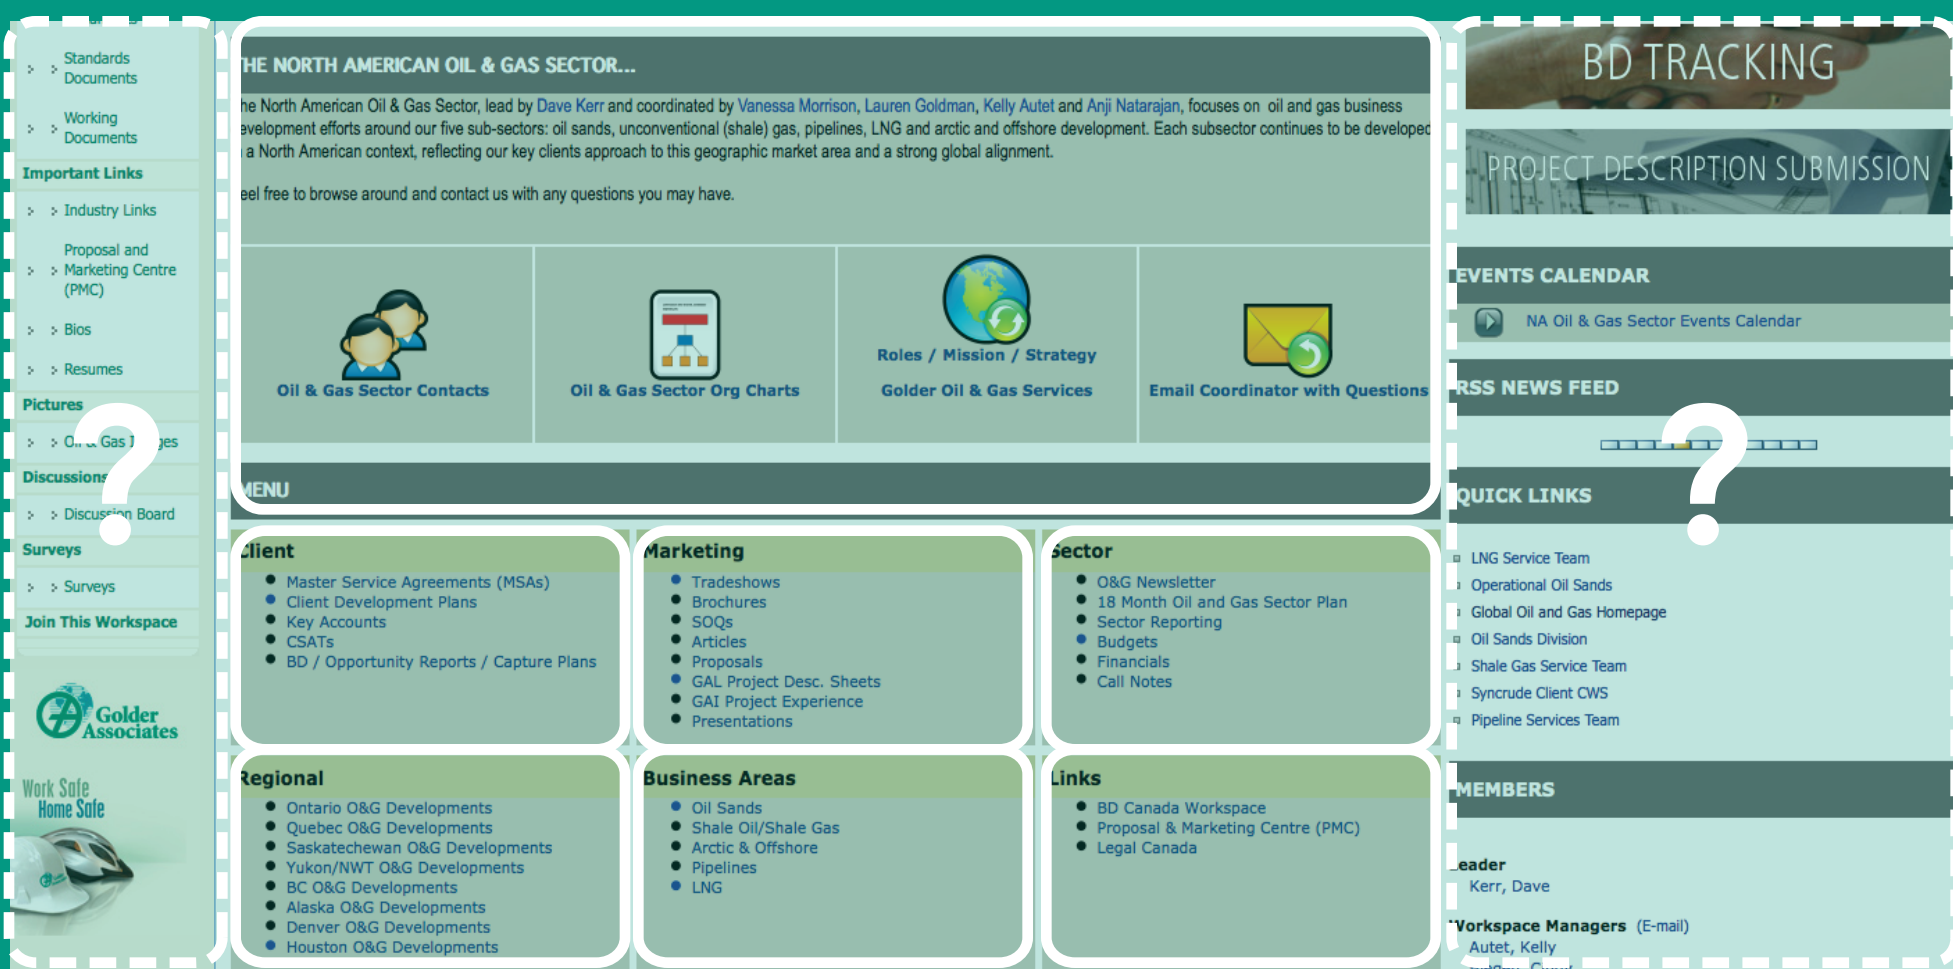 Standards
Documents
Working
Documents
Important Links
Industry Links
Proposal and
Marketing Centre
(PMC)
Bios
Resumes
Pictures
Discussions
Discussion Board
Surveys
Surveys
Join This Workspace
Golder
Associates
Work Safe
Home Safe
?
HE NORTH AMERICAN OIL & GAS SECTOR...
he North American Oil & Gas Sector, lead by Dave Kerr and coordinated by Vanessa Morrison, Lauren Goldman, Kelly Autet and Anji Natarajan, focuses on oil and gas business
evelopment efforts around our five sub-sectors: oil sands, unconventional (shale) gas, pipelines, LNG and arctic and offshore development. Each subsector continues to be developed
a North American context, reflecting our key clients approach to this geographic market area and a strong global alignment.
eel free to browse around and contact us with any questions you may have.
Oil & Gas Sector Contacts
Oil & Gas Sector Org Charts
Roles / Mission / Strategy
Golder Oil & Gas Services
Email Coordinator with Questions
MENU
Client
Master Service Agreements (MSAs)
Client Development Plans
Key Accounts
CSATs
BD / Opportunity Reports / Capture Plans
Marketing
Tradeshows
Brochures
SOQs
Articles
Proposals
GAL Project Desc. Sheets
GAI Project Experience
Presentations
Sector
O&G Newsletter
18 Month Oil and Gas Sector Plan
Sector Reporting
Budgets
Financials
Call Notes
Regional
Ontario O&G Developments
Quebec O&G Developments
Saskatechewan O&G Developments
Yukon/NWT O&G Developments
BC O&G Developments
Alaska O&G Developments
Denver O&G Developments
Houston O&G Developments
Business Areas
Oil Sands
Shale Oil/Shale Gas
Arctic & Offshore
Pipelines
LNG
Links
BD Canada Workspace
Proposal & Marketing Centre (PMC)
Legal Canada
BD TRACKING
PROJECT DESCRIPTION SUBMISSION
EVENTS CALENDAR
NA Oil & Gas Sector Events Calendar
RSS NEWS FEED
?
QUICK LINKS
LNG Service Team
Operational Oil Sands
Global Oil and Gas Homepage
Oil Sands Division
Shale Gas Service Team
Syncrude Client CWS
Pipeline Services Team
MEMBERS
eader
Kerr, Dave
Workspace Managers (E-mail)
Autet, Kelly